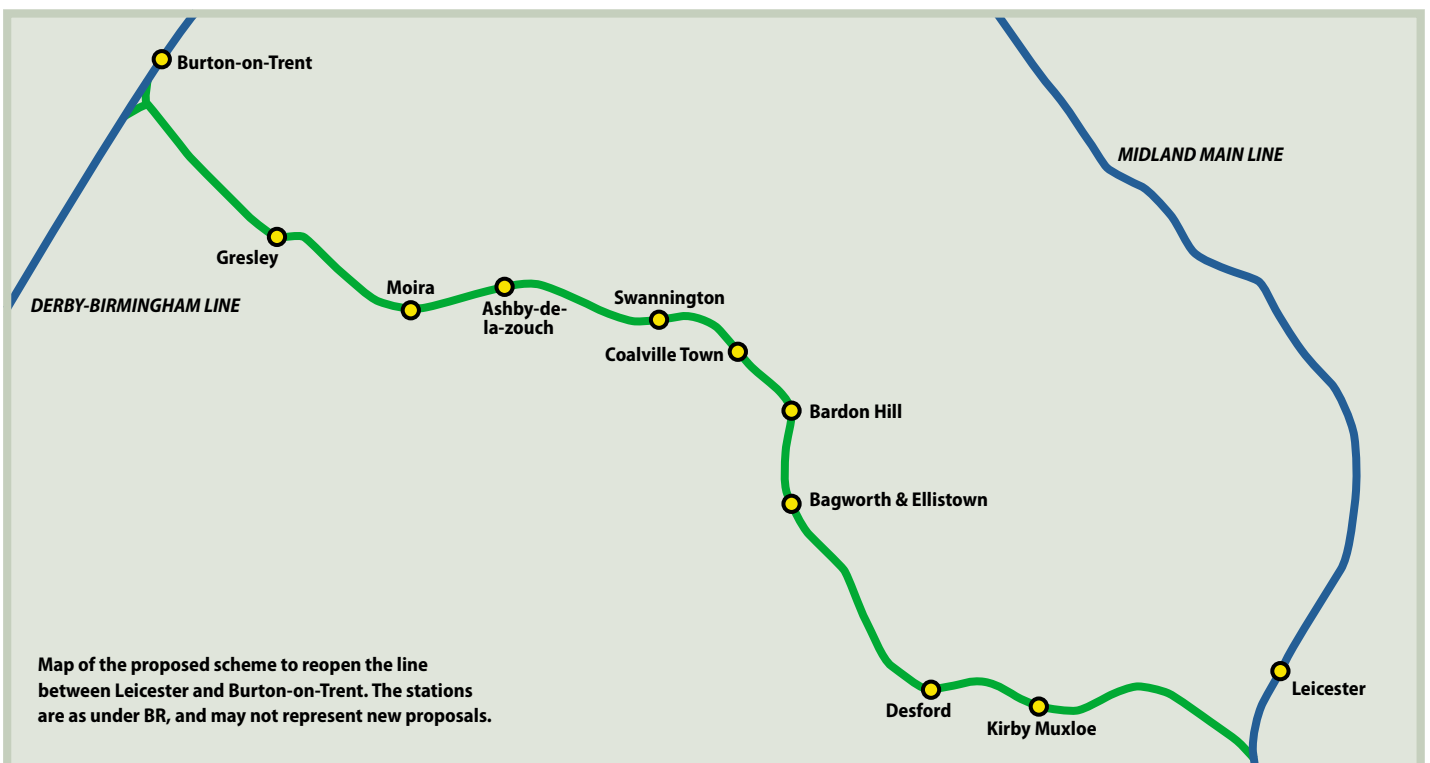 Burton-on-Trent
MIDLAND MAIN LINE
Gresley
DERBY-BIRMINGHAM LINE
Moira
Ashby-de-
la-zouch
Swannington
Coalville Town
Bardon Hill
Bagworth & Ellistown
Map of the proposed scheme to reopen the line
between Leicester and Burton-on-Trent. The stations
are as under BR, and may not represent new proposals.
Desford
Kirby Muxloe
Leicester